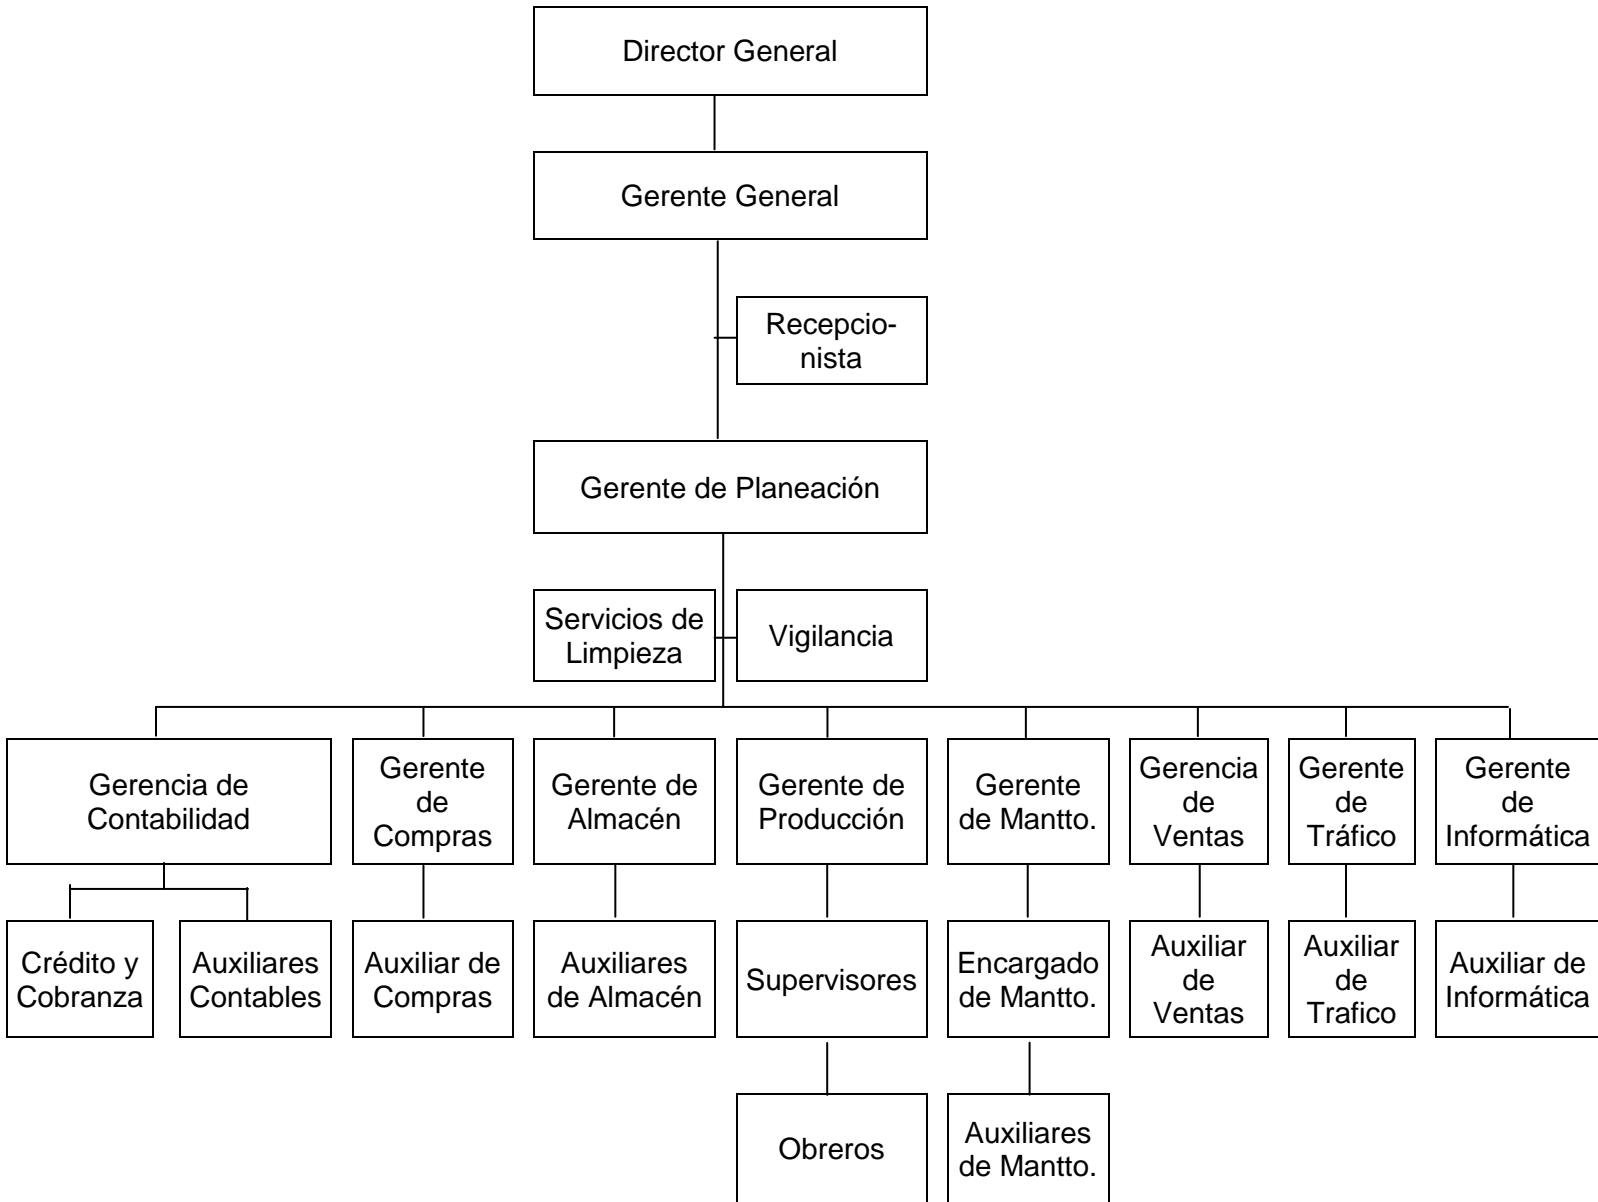 Director General
Gerente General
Recepcio-
nista
Gerente de Planeación
Servicios de
Limpieza
Vigilancia
Gerencia de
Contabilidad
Gerente
de
Compras
Gerente de
Almacén
Gerente de
Producción
Gerente
de Mantto.
Gerencia
de
Ventas
Gerente
de
Tráfico
Gerente
de
Informática
Crédito y
Cobranza
Auxiliares
Contables
Auxiliar de
Compras
Auxiliares
de Almacén
Supervisores
Encargado
de Mantto.
Auxiliar
de
Ventas
Auxiliar
de
Trafico
Auxiliar de
Informática
Obreros
Auxiliares
de Mantto.